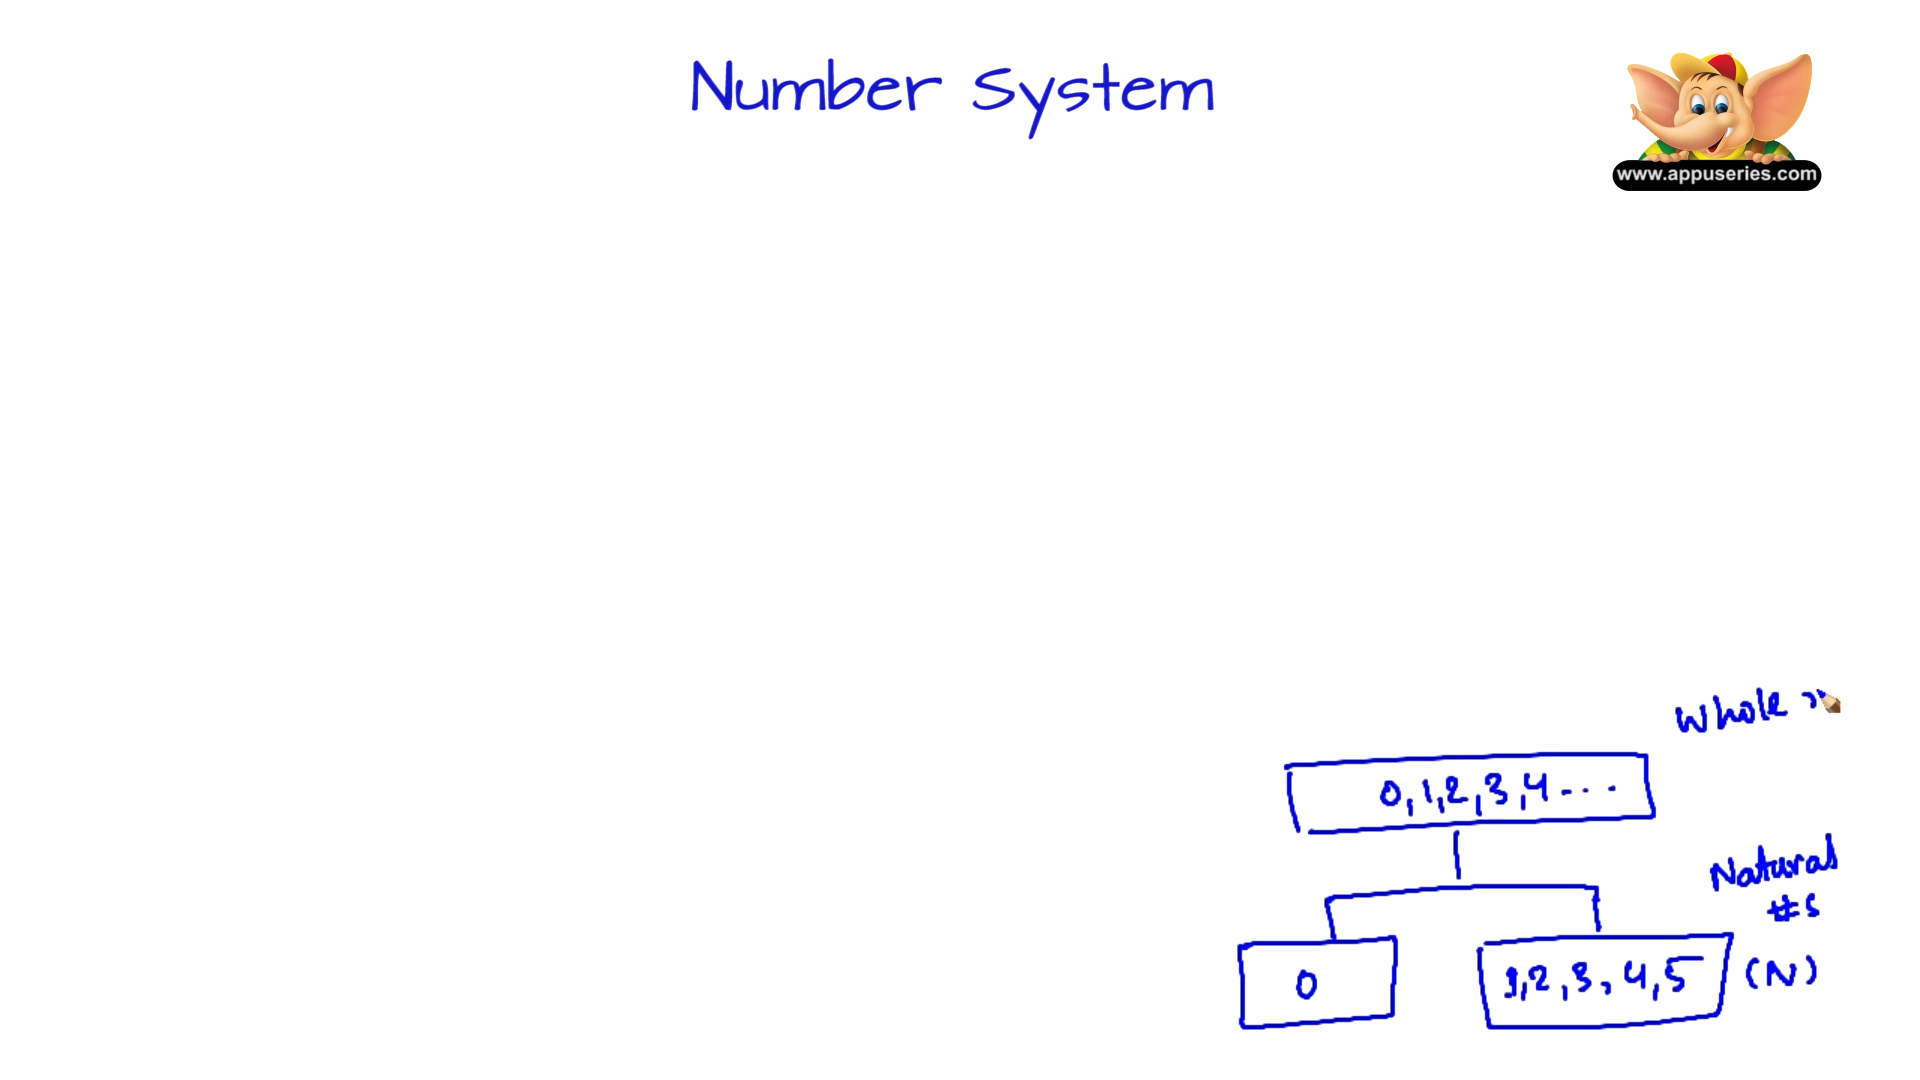 Number System
www.appuseries.com
Whole
0,1,2,3,4---
Natural
#s
0
1,2,3,4,5
(N)